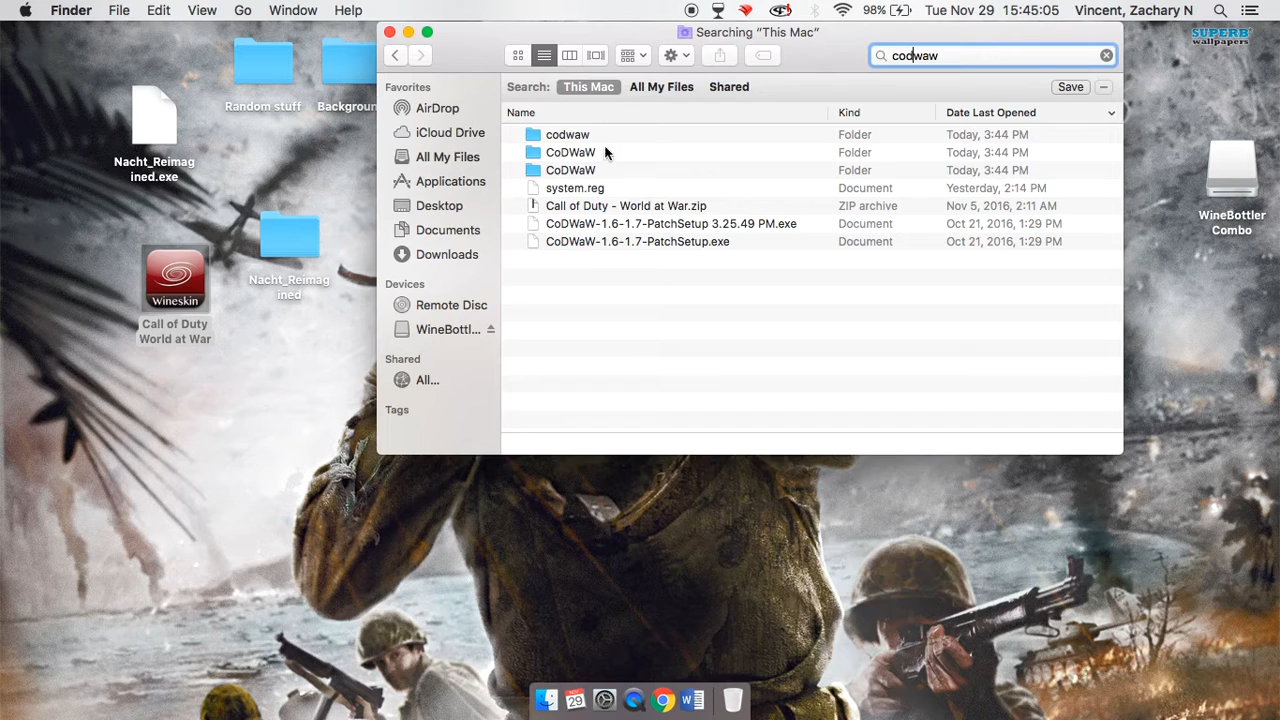 Finder File Edit View Go Window Help 98% Tue Nov 29 15:45:05 Vincent, Zachary N
SUPERB
wallpapers
Searching "This Mac"
codwaw
Search: This Mac All My Files Shared Save
Name Kind Date Last Opened
codwaw Folder Today, 3:44 PM
CoDWaW Folder Today, 3:44 PM
CoDWaW Folder Today, 3:44 PM
system.reg Document Yesterday, 2:14 PM
Call of Duty - World at War.zip ZIP archive Nov 5, 2016, 2:11 AM
CoDWaW-1.6-1.7-PatchSetup 3.25.49 PM.exe Document Oct 21, 2016, 1:29 PM
CoDWaW-1.6-1.7-PatchSetup.exe Document Oct 21, 2016, 1:29 PM
Favorites
AirDrop
iCloud Drive
All My Files
Applications
Desktop
Documents
Downloads
Devices
Remote Disc
WineBottl...
Shared
All...
Tags
Random stuff
Backgroun
Nacht_Reimag
ined.exe
Nacht_Reimag
ined
Wineskin
Call of Duty
World at War
WineBottler
Combo
29